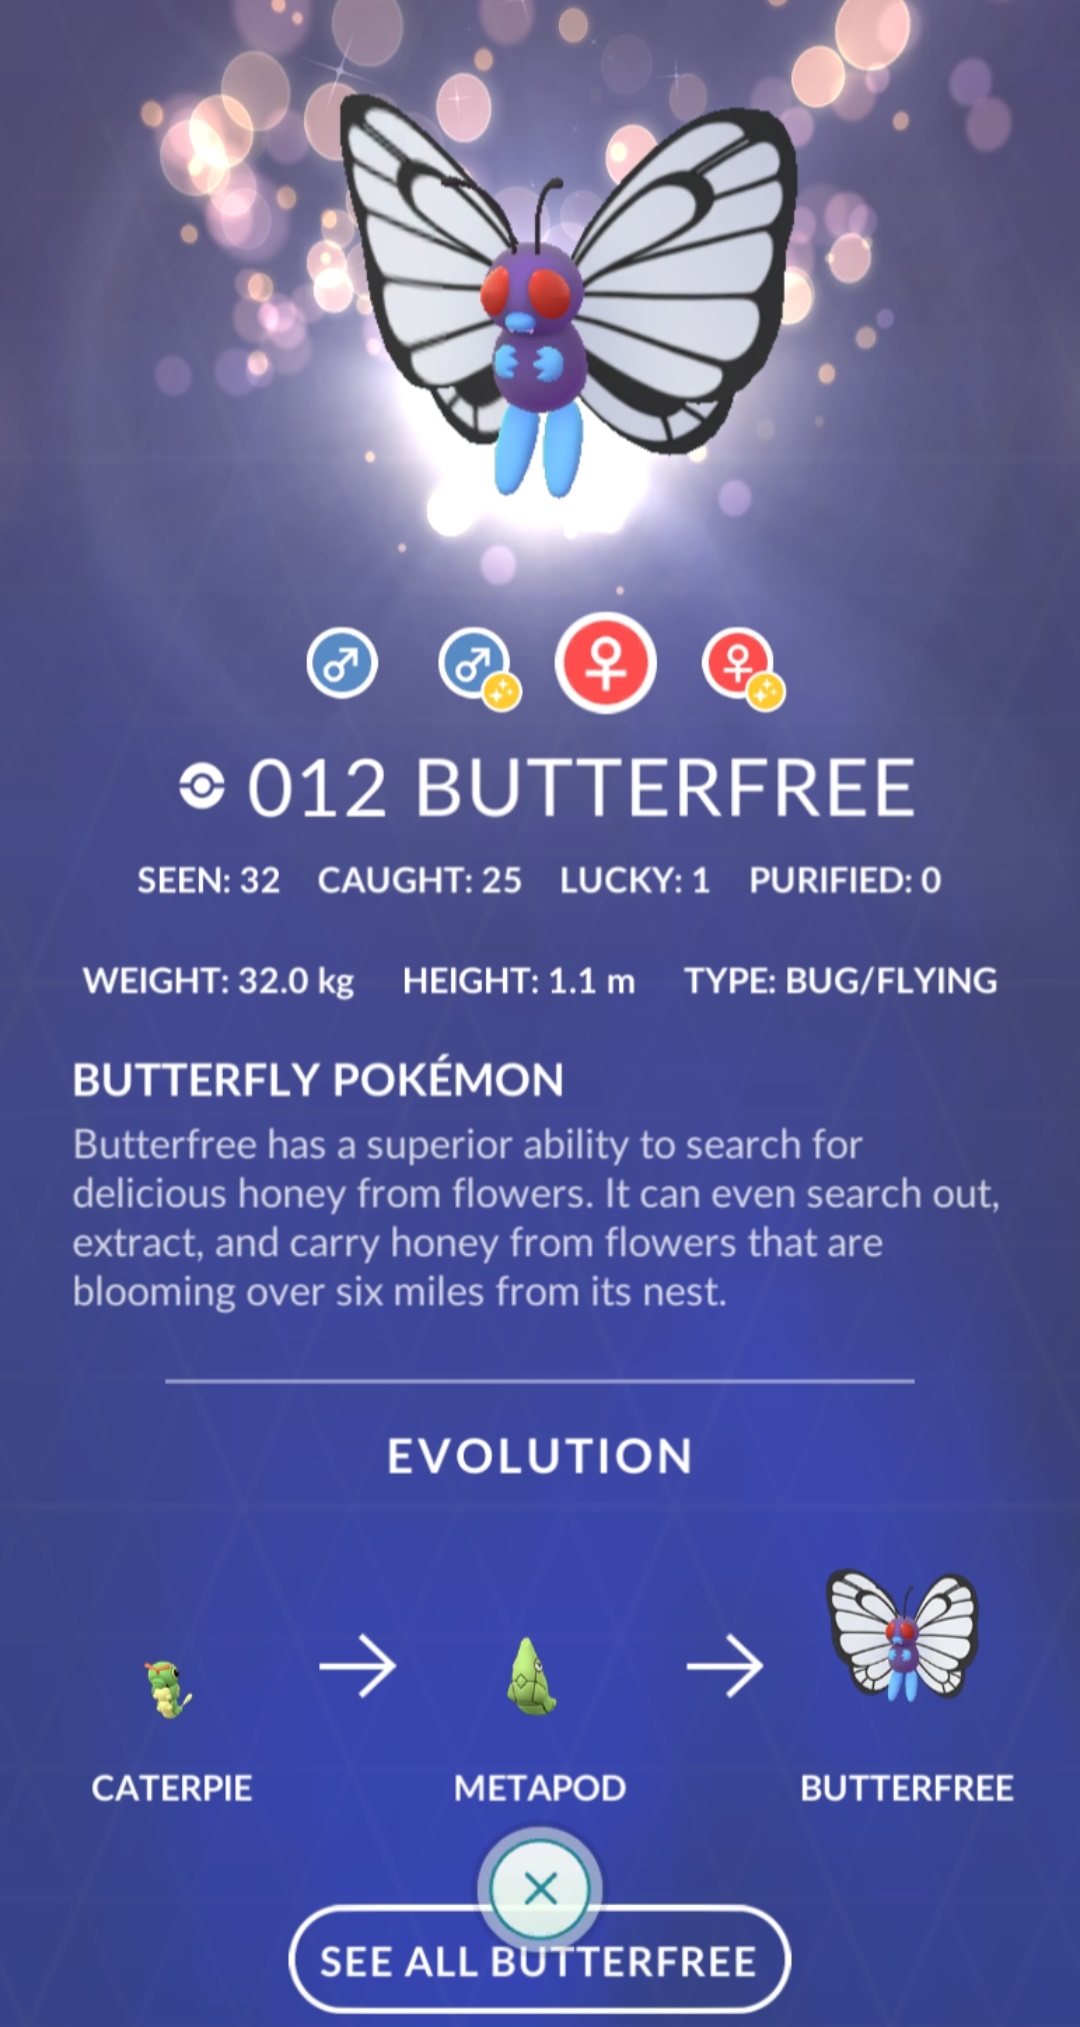 012 BUTTERFREE
SEEN: 32 CAUGHT: 25 LUCKY: 1 PURIFIED: 0
WEIGHT: 32.0 kg HEIGHT: 1.1 m TYPE: BUG/FLYING
BUTTERFLY POKÉMON
Butterfree has a superior ability to search for
delicious honey from flowers. It can even search out,
extract, and carry honey from flowers that are
blooming over six miles from its nest.
EVOLUTION
CATERPIE METAPOD BUTTERFREE
SEE ALL BUTTERFREE